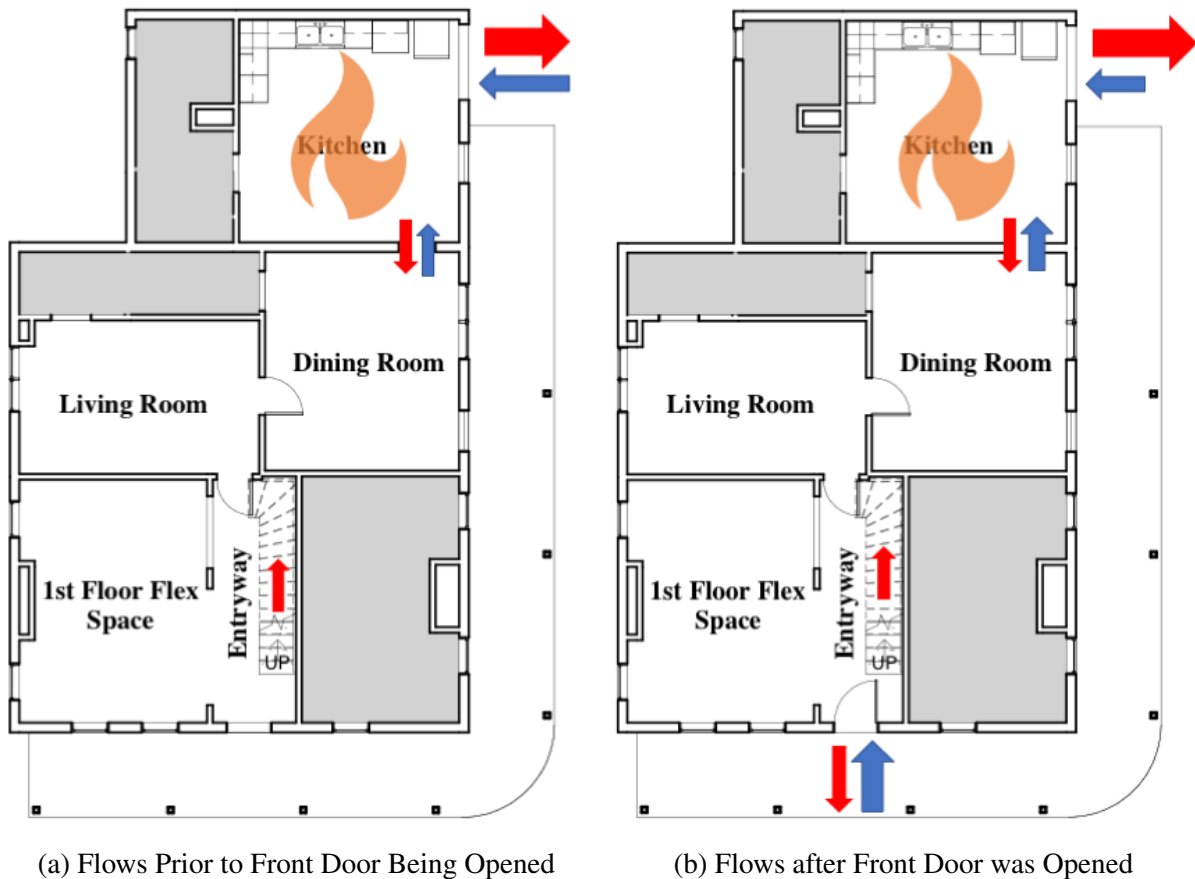 Kitchen
Dining Room
Living Room
1st Floor Flex
Space
Entryway
UP
(a) Flows Prior to Front Door Being Opened
Kitchen
Dining Room
Living Room
1st Floor Flex
Space
Entryway
UP
(b) Flows after Front Door was Opened